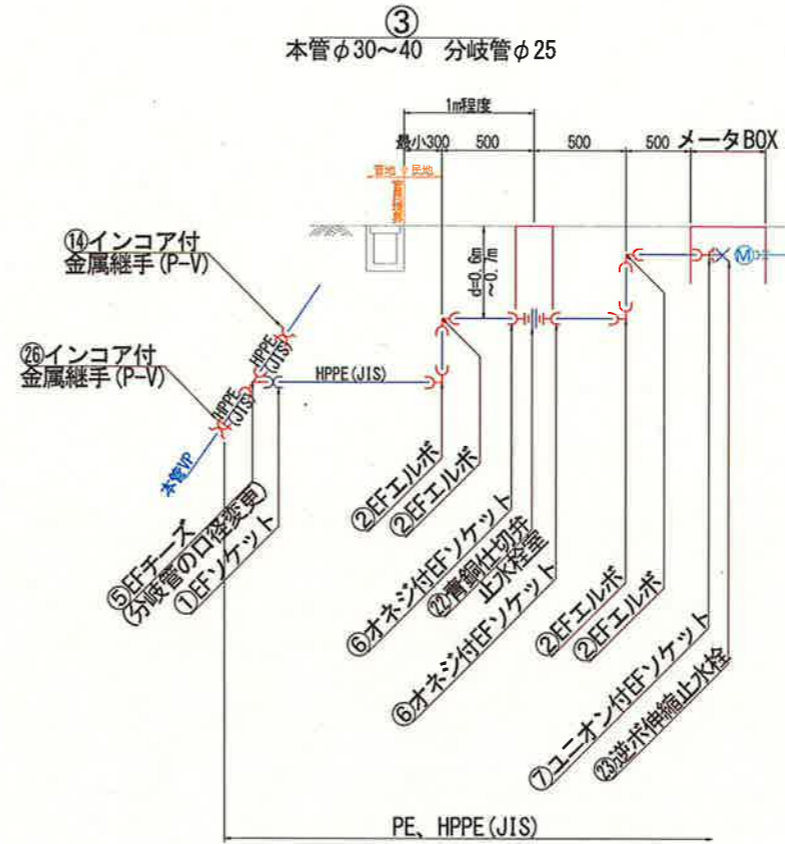 ③
本管φ30～40 分岐管φ25
1m程度
最小300 500 500 500 メータBOX
官地 民地
d=0.6m
～0.7m
⑭インコア付
金属継手(P-V)
㉖インコア付
金属継手(P-V)
HPPE
(JIS)
HPPE
(JIS)
HPPE(JIS)
M
本管VP
⑤EFチーズ
(分岐管の口径変更)
①EFソケット
②EFエルボ
②EFエルボ
⑥オネジ付EFソケット
㉒青銅仕切弁
止水栓室
⑥オネジ付EFソケット
②EFエルボ
②EFエルボ
⑦ユニオン付EFソケット
㉓逆ボ伸縮止水栓
PE、HPPE(JIS)